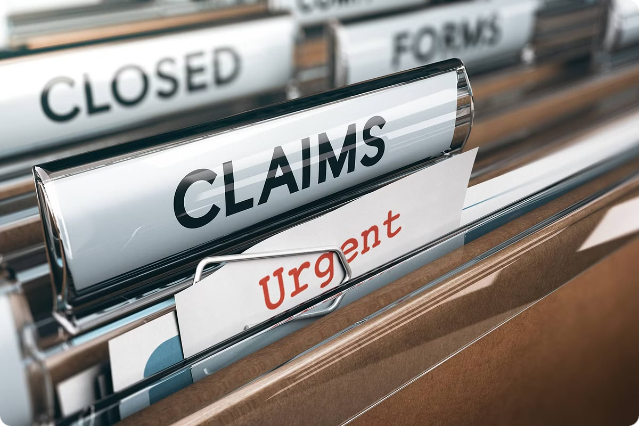 CLOSED
FORMS
CLAIMS
Urgent